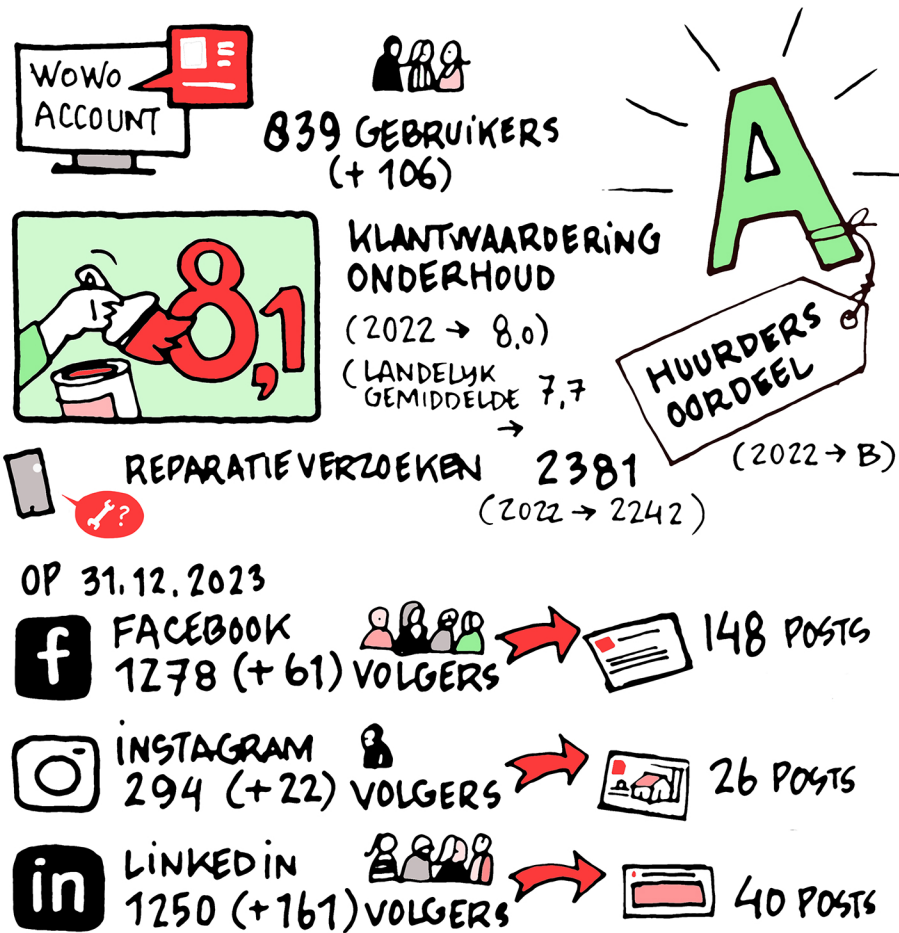 WOWO
ACCOUNT
839 GEBRUIKERS
(+ 106)
A
HUURDERS
OORDEEL
(2022 → B)
8,1
KLANTWAARDERING
ONDERHOUD
(2022 → 8,0)
(LANDELIJK
GEMIDDELDE 7,7
→
REPARATIEVERZOEKEN 2381
(2022 → 2242)
?
OP 31.12.2023
f
FACEBOOK
1278 (+61) VOLGERS
148 POSTS
INSTAGRAM
294 (+22) VOLGERS
26 POSTS
in
LINKEDIN
1250 (+161) VOLGERS
40 POSTS